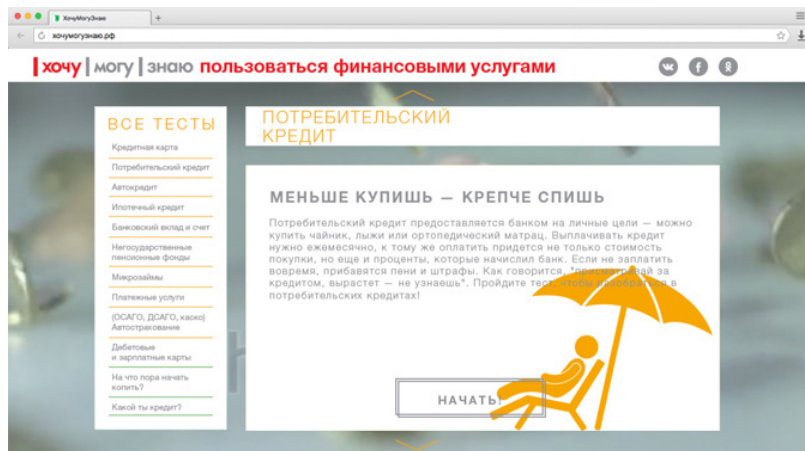 ХочуМогуЗнаю
хочумогузнаю.рф
хочу | могу | знаю пользоваться финансовыми услугами
ВСЕ ТЕСТЫ
Кредитная карта
Потребительский кредит
Автокредит
Ипотечный кредит
Банковский вклад и счет
Негосударственные
пенсионные фонды
Микрозаймы
Платежные услуги
(ОСАГО, ДСАГО, каско)
Автострахование
Дебетовые
и зарплатные карты
На что пора начать
копить?
Какой ты кредит?
ПОТРЕБИТЕЛЬСКИЙ
КРЕДИТ
МЕНЬШЕ КУПИШЬ — КРЕПЧЕ СПИШЬ
Потребительский кредит предоставляется банком на личные цели — можно
купить чайник, лыжи или ортопедический матрац. Выплачивать кредит
нужно ежемесячно, к тому же оплатить придется не только стоимость
покупки, но еще и проценты, которые начислил банк. Если не заплатить
вовремя, прибавятся пени и штрафы. Как говорится, "присматривай за
кредитом, вырастет — не узнаешь". Пройдите тест, чтобы разобраться в
потребительских кредитах!
НАЧАТЬ!